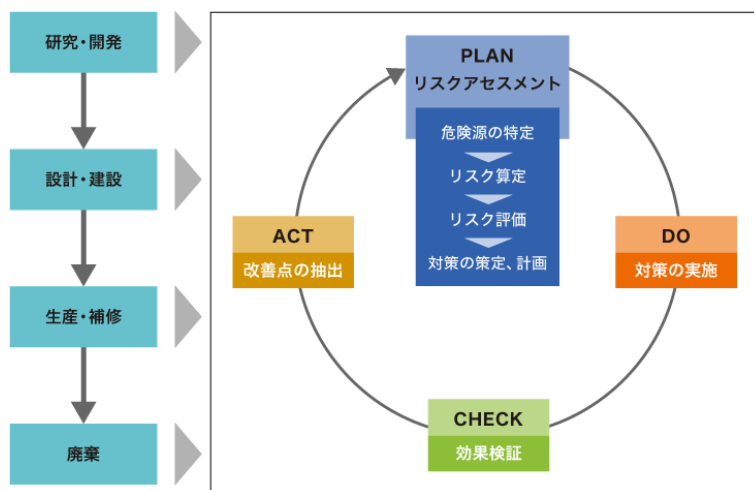 研究・開発
設計・建設
生産・補修
廃棄
PLAN
リスクアセスメント
危険源の特定
リスク算定
リスク評価
対策の策定、計画
DO
対策の実施
CHECK
効果検証
ACT
改善点の抽出